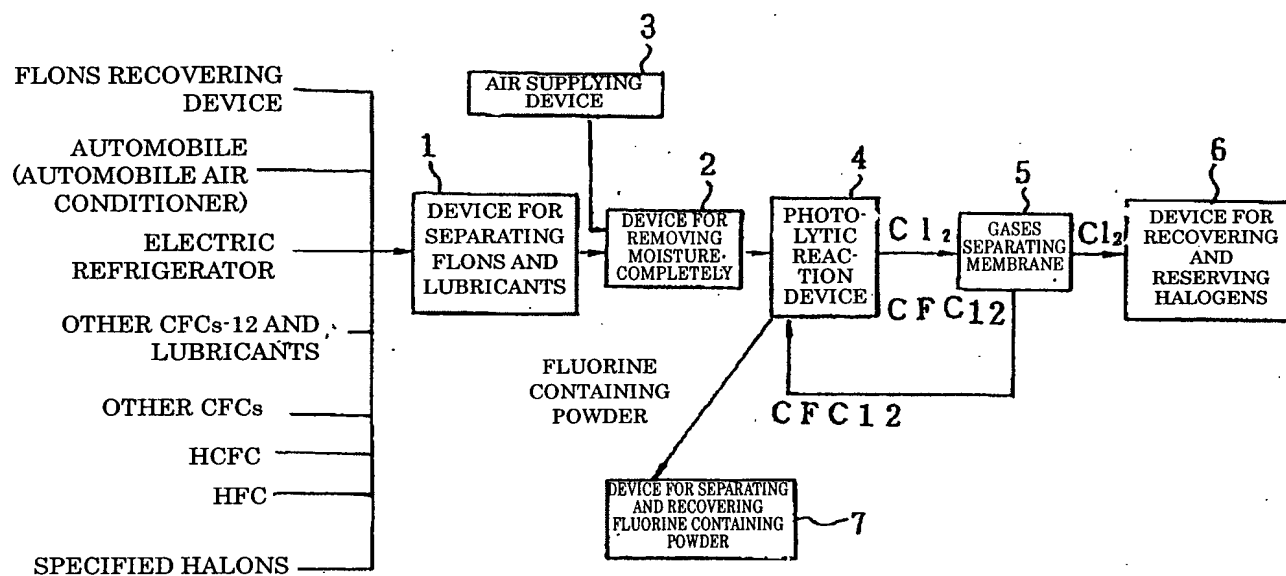 FLONS RECOVERING
DEVICE
AUTOMOBILE
(AUTOMOBILE AIR
CONDITIONER)
ELECTRIC
REFRIGERATOR
OTHER CFCs-12 AND
LUBRICANTS
OTHER CFCs
HCFC
HFC
SPECIFIED HALONS
1
DEVICE FOR
SEPARATING
FLONS AND
LUBRICANTS
3
AIR SUPPLYING
DEVICE
2
DEVICE FOR
REMOVING
MOISTURE·
COMPLETELY
4
PHOTO-
LYTIC
REAC-
TION
DEVICE
Cl2
CFC12
5
GASES
SEPARATING
MEMBRANE
Cl2
6
DEVICE FOR
RECOVERING
AND
RESERVING
HALOGENS
CFC12
FLUORINE
CONTAINING
POWDER
DEVICE FOR SEPARATING
AND RECOVERING
FLUORINE CONTAINING
POWDER
7